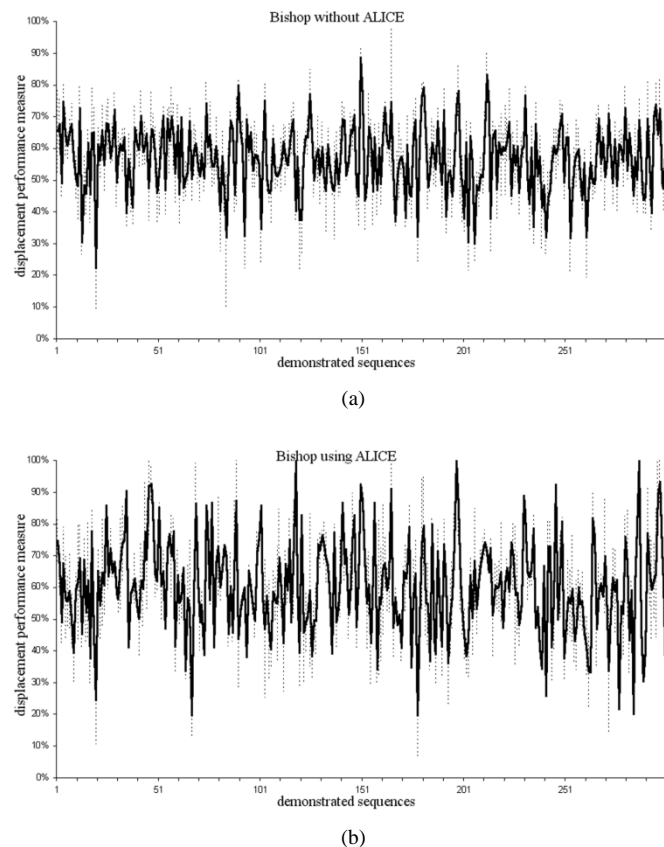 Bishop without ALICE
displacement performance measure
100%
90%
80%
70%
60%
50%
40%
30%
20%
10%
0%
1 51 101 151 201 251
demonstrated sequences
(a)
Bishop using ALICE
displacement performance measure
100%
90%
80%
70%
60%
50%
40%
30%
20%
10%
0%
1 51 101 151 201 251
demonstrated sequences
(b)